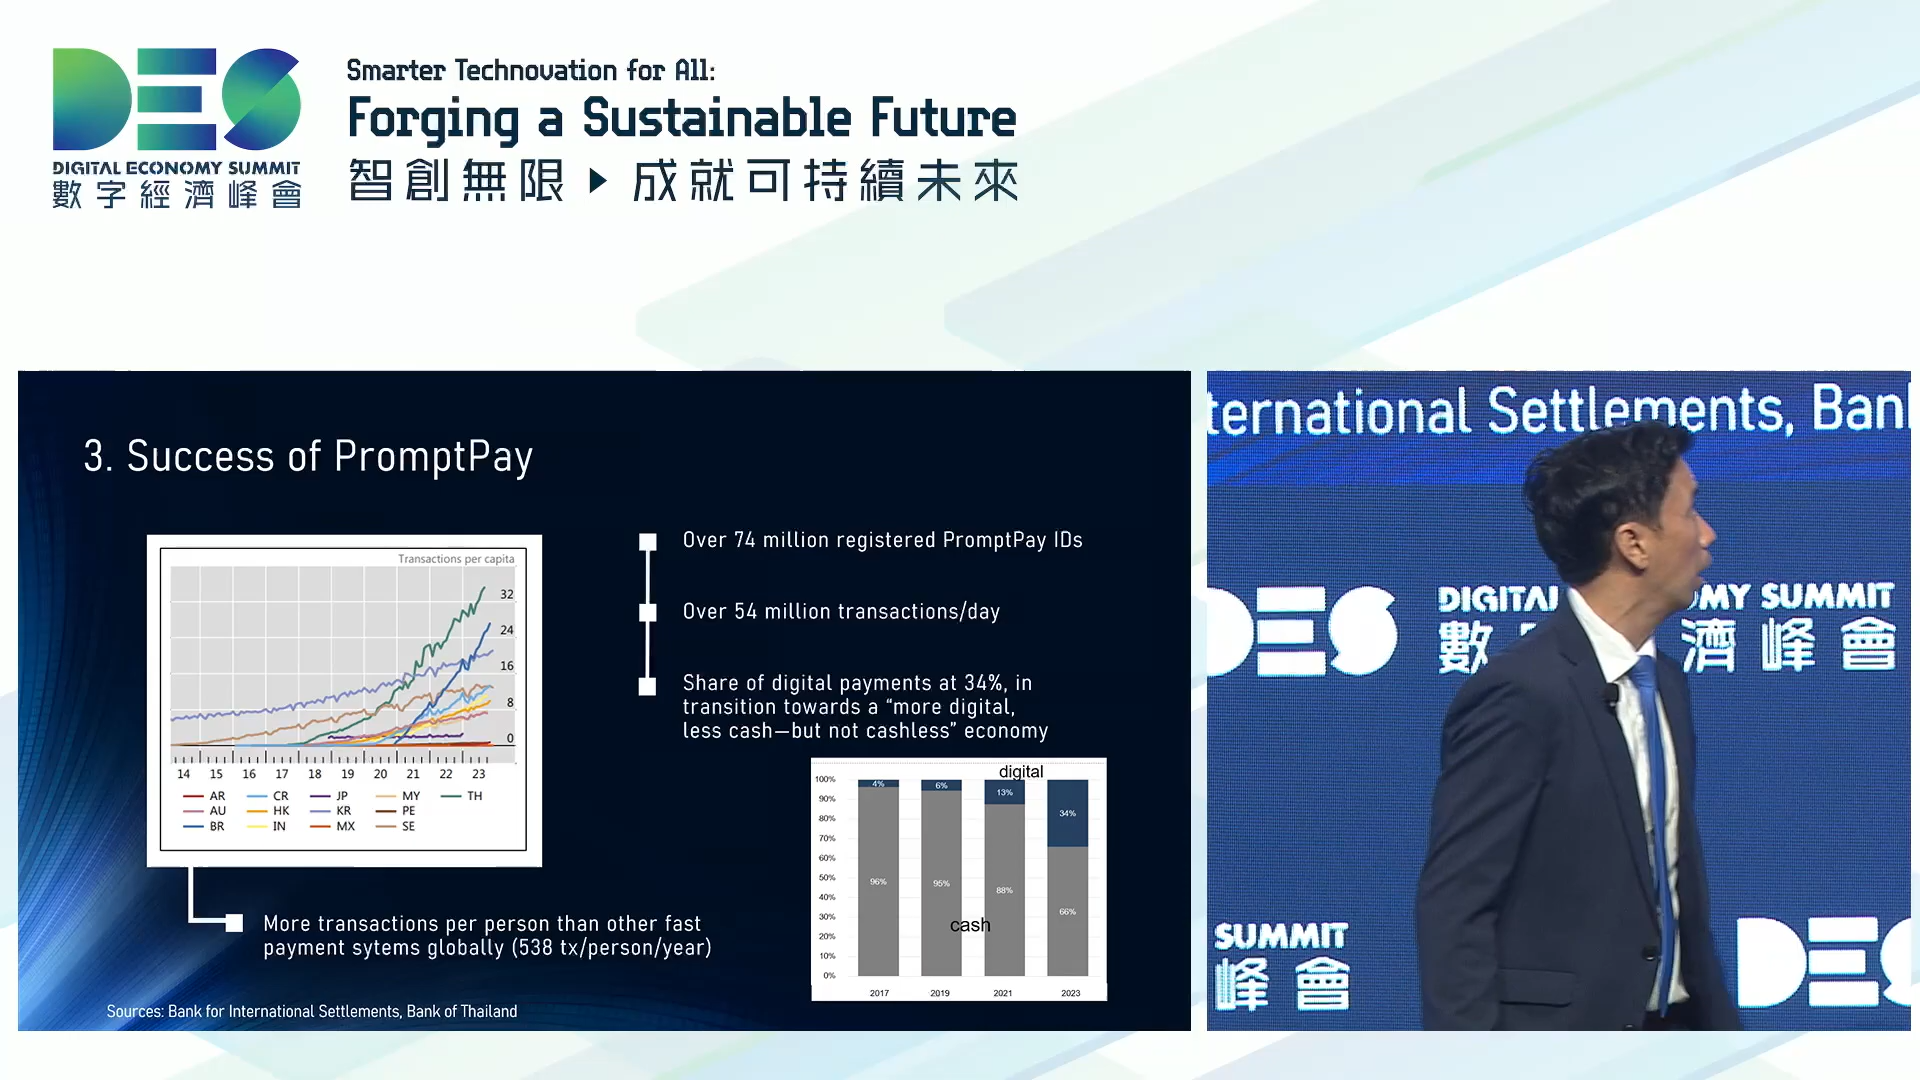 DES
DIGITAL ECONOMY SUMMIT
數字經濟峰會
Smarter Technovation for All:
Forging a Sustainable Future
智創無限▶成就可持續未來
3. Success of PromptPay
Transactions per capita
32
24
16
8
0
14 15 16 17 18 19 20 21 22 23
AR CR JP MY TH
AU HK KR PE
BR IN MX SE
More transactions per person than other fast
payment sytems globally (538 tx/person/year)
Sources: Bank for International Settlements, Bank of Thailand
Over 74 million registered PromptPay IDs
Over 54 million transactions/day
Share of digital payments at 34%, in
transition towards a “more digital,
less cash—but not cashless” economy
digital
100%
90%
80%
70%
60%
50%
40%
30%
20%
10%
0%
4% 6% 13% 34%
96% 95% 88% 66%
cash
2017 2019 2021 2023
ternational Settlements, Ban
DES
DIGITAL OMY SUMMIT
數 濟峰會
SUMMIT
峰會
DES